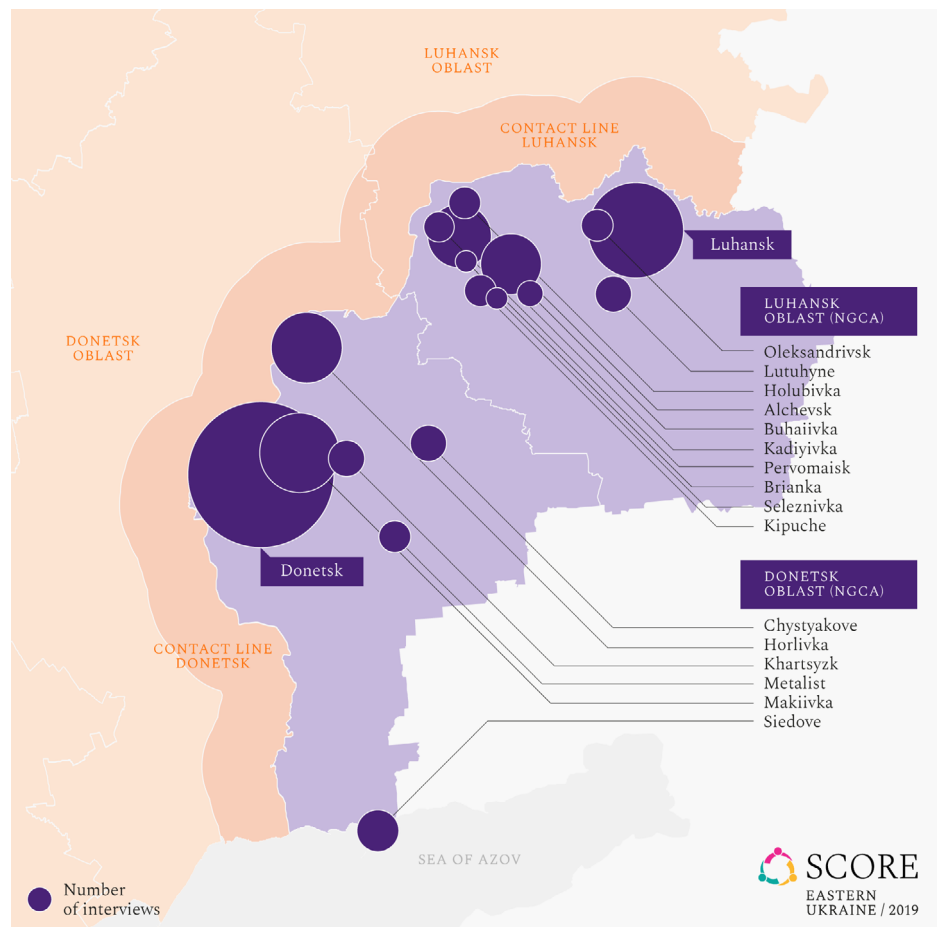 LUHANSK
OBLAST
CONTACT LINE
LUHANSK
Luhansk
LUHANSK
OBLAST (NGCA)
DONETSK
OBLAST
Oleksandrivsk
Lutuhyne
Holubivka
Alchevsk
Buhaiivka
Kadiyivka
Pervomaisk
Brianka
Seleznivka
Kipuche
Donetsk
DONETSK
OBLAST (NGCA)
CONTACT LINE
DONETSK
Chystyakove
Horlivka
Khartsyzk
Metalist
Makiivka
Siedove
SEA OF AZOV
Number
of interviews
SCORE
EASTERN
UKRAINE / 2019